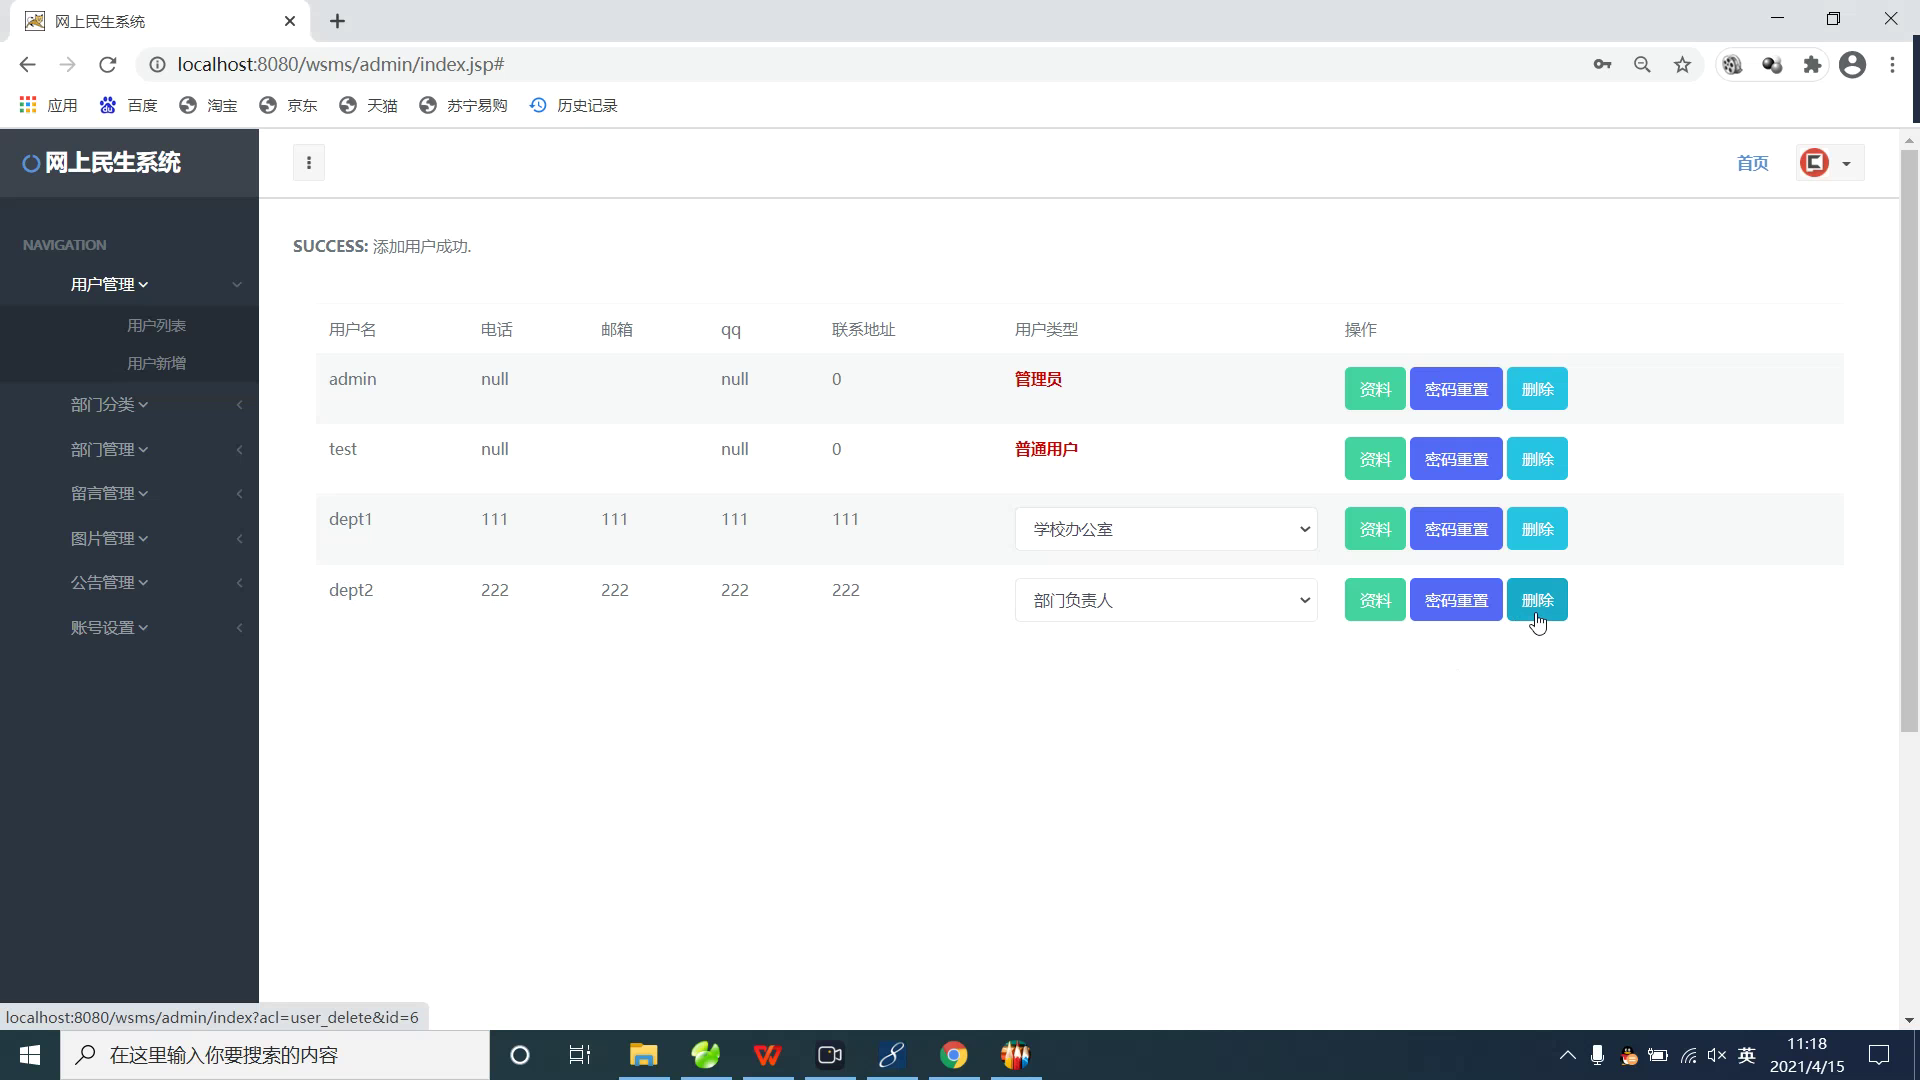 网上民生系统
localhost:8080/wsms/admin/index.jsp#
应用 百度 淘宝 京东 天猫 苏宁易购 历史记录
网上民生系统
首页
NAVIGATION
用户管理
用户列表
用户新增
部门分类
部门管理
留言管理
图片管理
公告管理
账号设置
SUCCESS: 添加用户成功.
用户名 电话 邮箱 qq 联系地址 用户类型 操作
admin null null 0 管理员 资料 密码重置 删除
test null null 0 普通用户 资料 密码重置 删除
dept1 111 111 111 111 学校办公室 资料 密码重置 删除
dept2 222 222 222 222 部门负责人 资料 密码重置 删除
localhost:8080/wsms/admin/index?acl=user_delete&id=6
在这里输入你要搜索的内容
英
11:18
2021/4/15